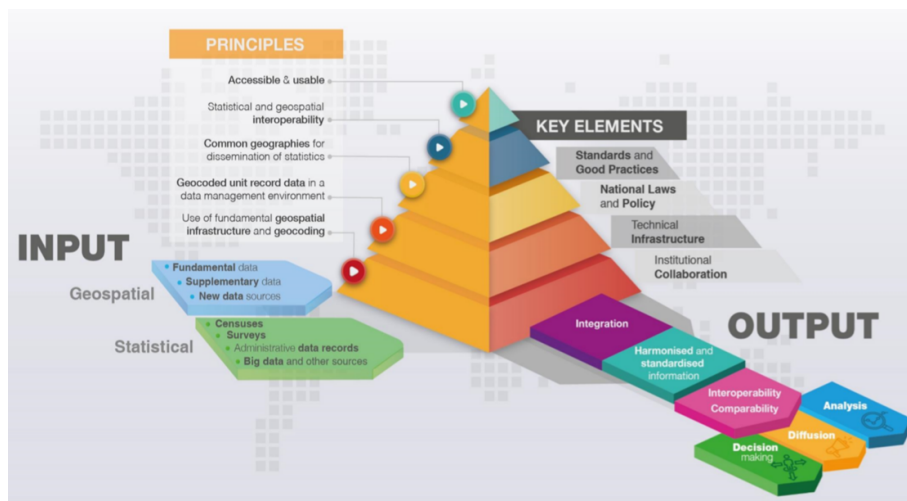 PRINCIPLES
Accessible & usable
Statistical and geospatial
interoperability
Common geographies for
dissemination of statistics
Geocoded unit record data in a
data management environment
Use of fundamental geospatial
infrastructure and geocoding
KEY ELEMENTS
Standards and
Good Practices
National Laws
and Policy
Technical
Infrastructure
Institutional
Collaboration
INPUT
Geospatial
• Fundamental data
• Supplementary data
• New data sources
Statistical
• Censuses
• Surveys
• Administrative data records
• Big data and other sources
OUTPUT
Integration
Harmonised and
standardised
information
Interoperability
Comparability
Analysis
Diffusion
Decision
making